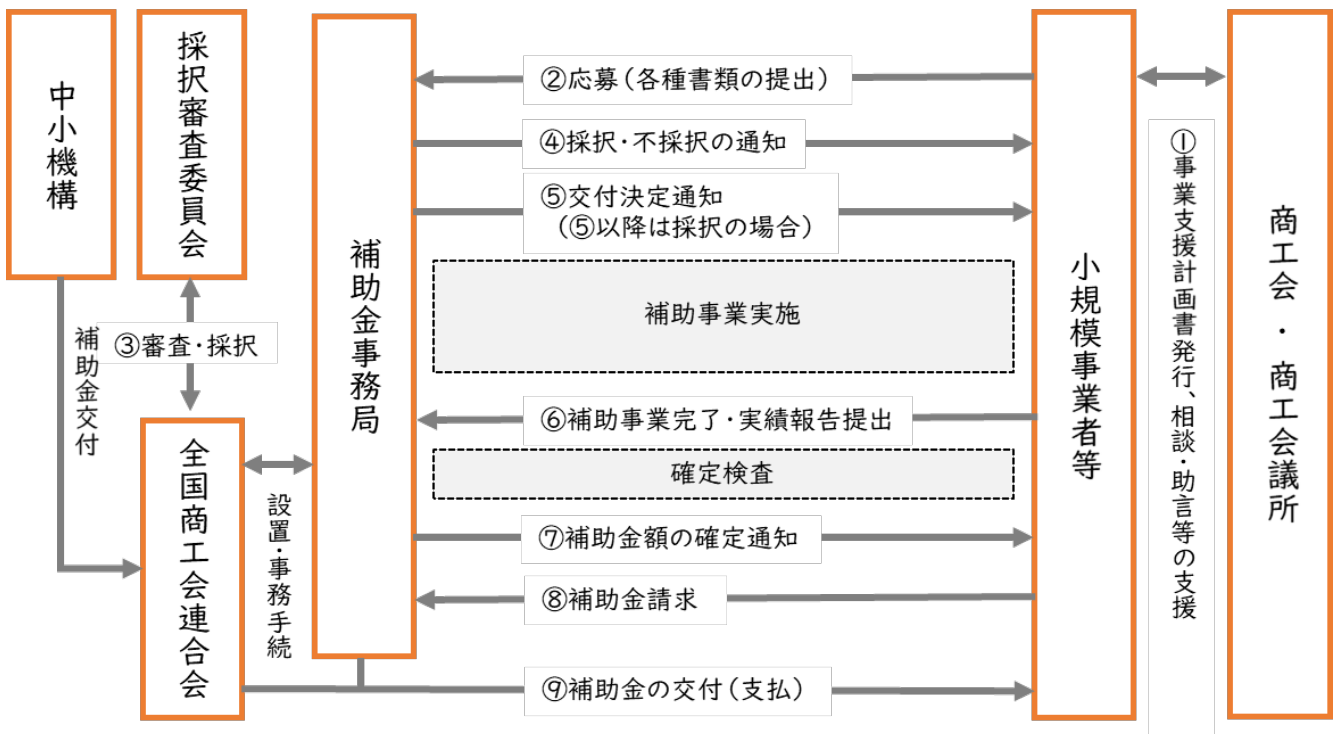 中小機構
採択審査委員会
補助金事務局
小規模事業者等
商工会・商工会議所
全国商工会連合会
補助金交付
③審査・採択
設置・事務手続
①事業支援計画書発行、相談・助言等の支援
②応募(各種書類の提出)
④採択・不採択の通知
⑤交付決定通知
(⑤以降は採択の場合)
補助事業実施
⑥補助事業完了・実績報告提出
確定検査
⑦補助金額の確定通知
⑧補助金請求
⑨補助金の交付(支払)